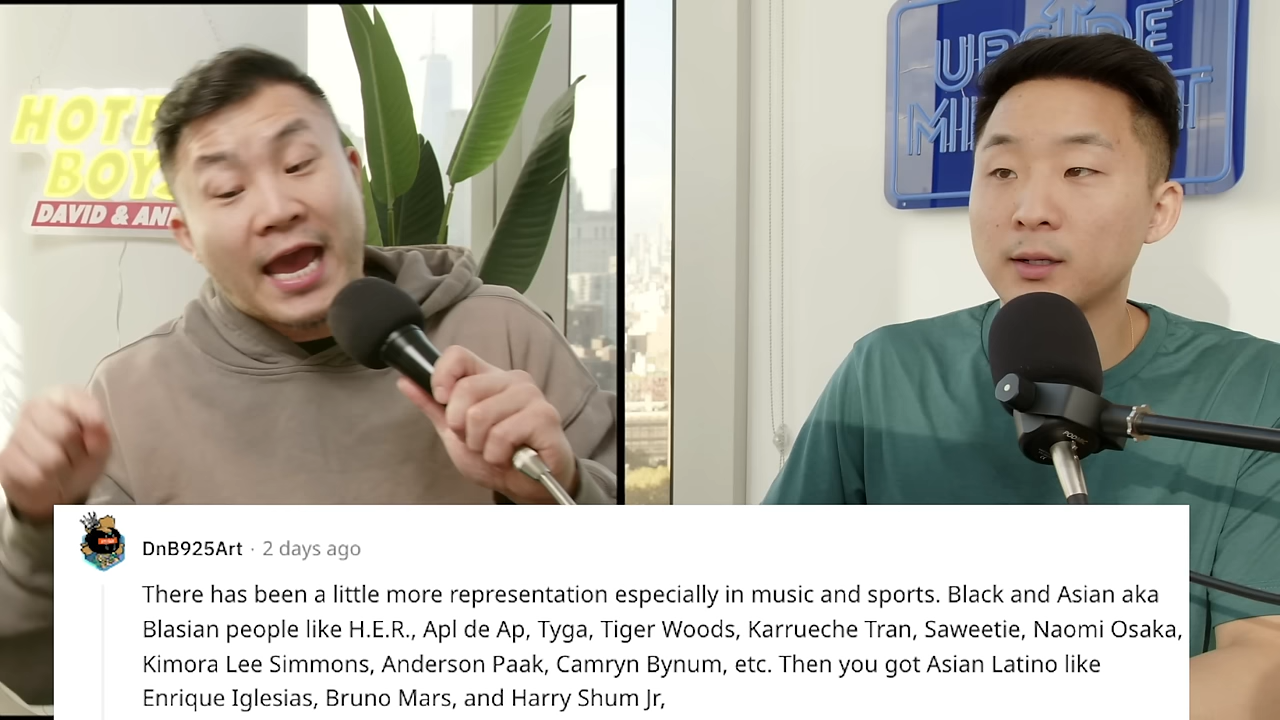 BOYS
DAVID & AN
DnB925Art · 2 days ago
There has been a little more representation especially in music and sports. Black and Asian aka
Blasian people like H.E.R., Apl de Ap, Tyga, Tiger Woods, Karrueche Tran, Saweetie, Naomi Osaka,
Kimora Lee Simmons, Anderson Paak, Camryn Bynum, etc. Then you got Asian Latino like
Enrique Iglesias, Bruno Mars, and Harry Shum Jr,